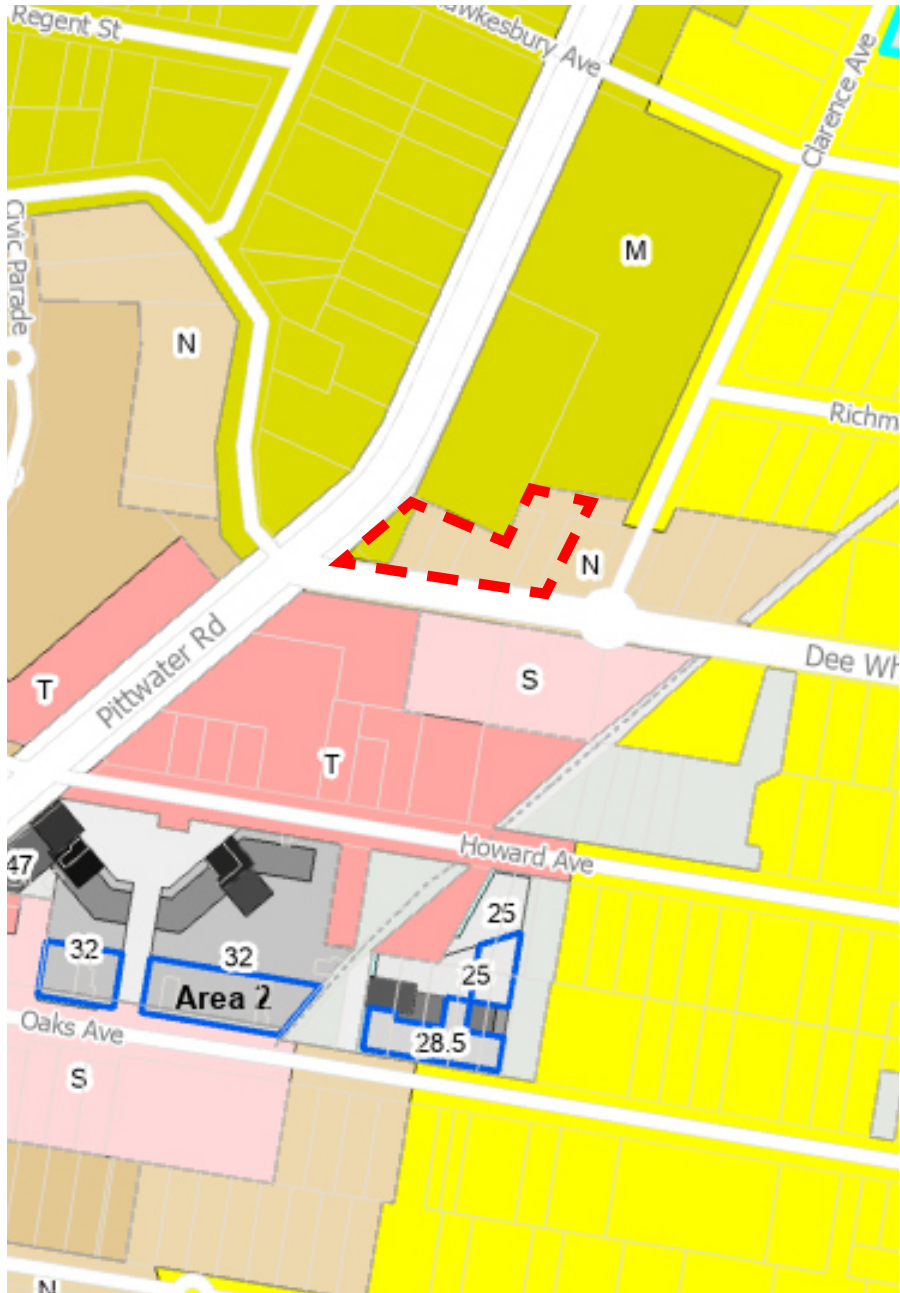 Regent St
awkesbury Ave
Clarence Ave
Civic Parade
M
N
Richm
N
Pittwater Rd
Dee Wh
S
T
T
Howard Ave
47
25
32
32
25
Area 2
Oaks Ave
28.5
S
N